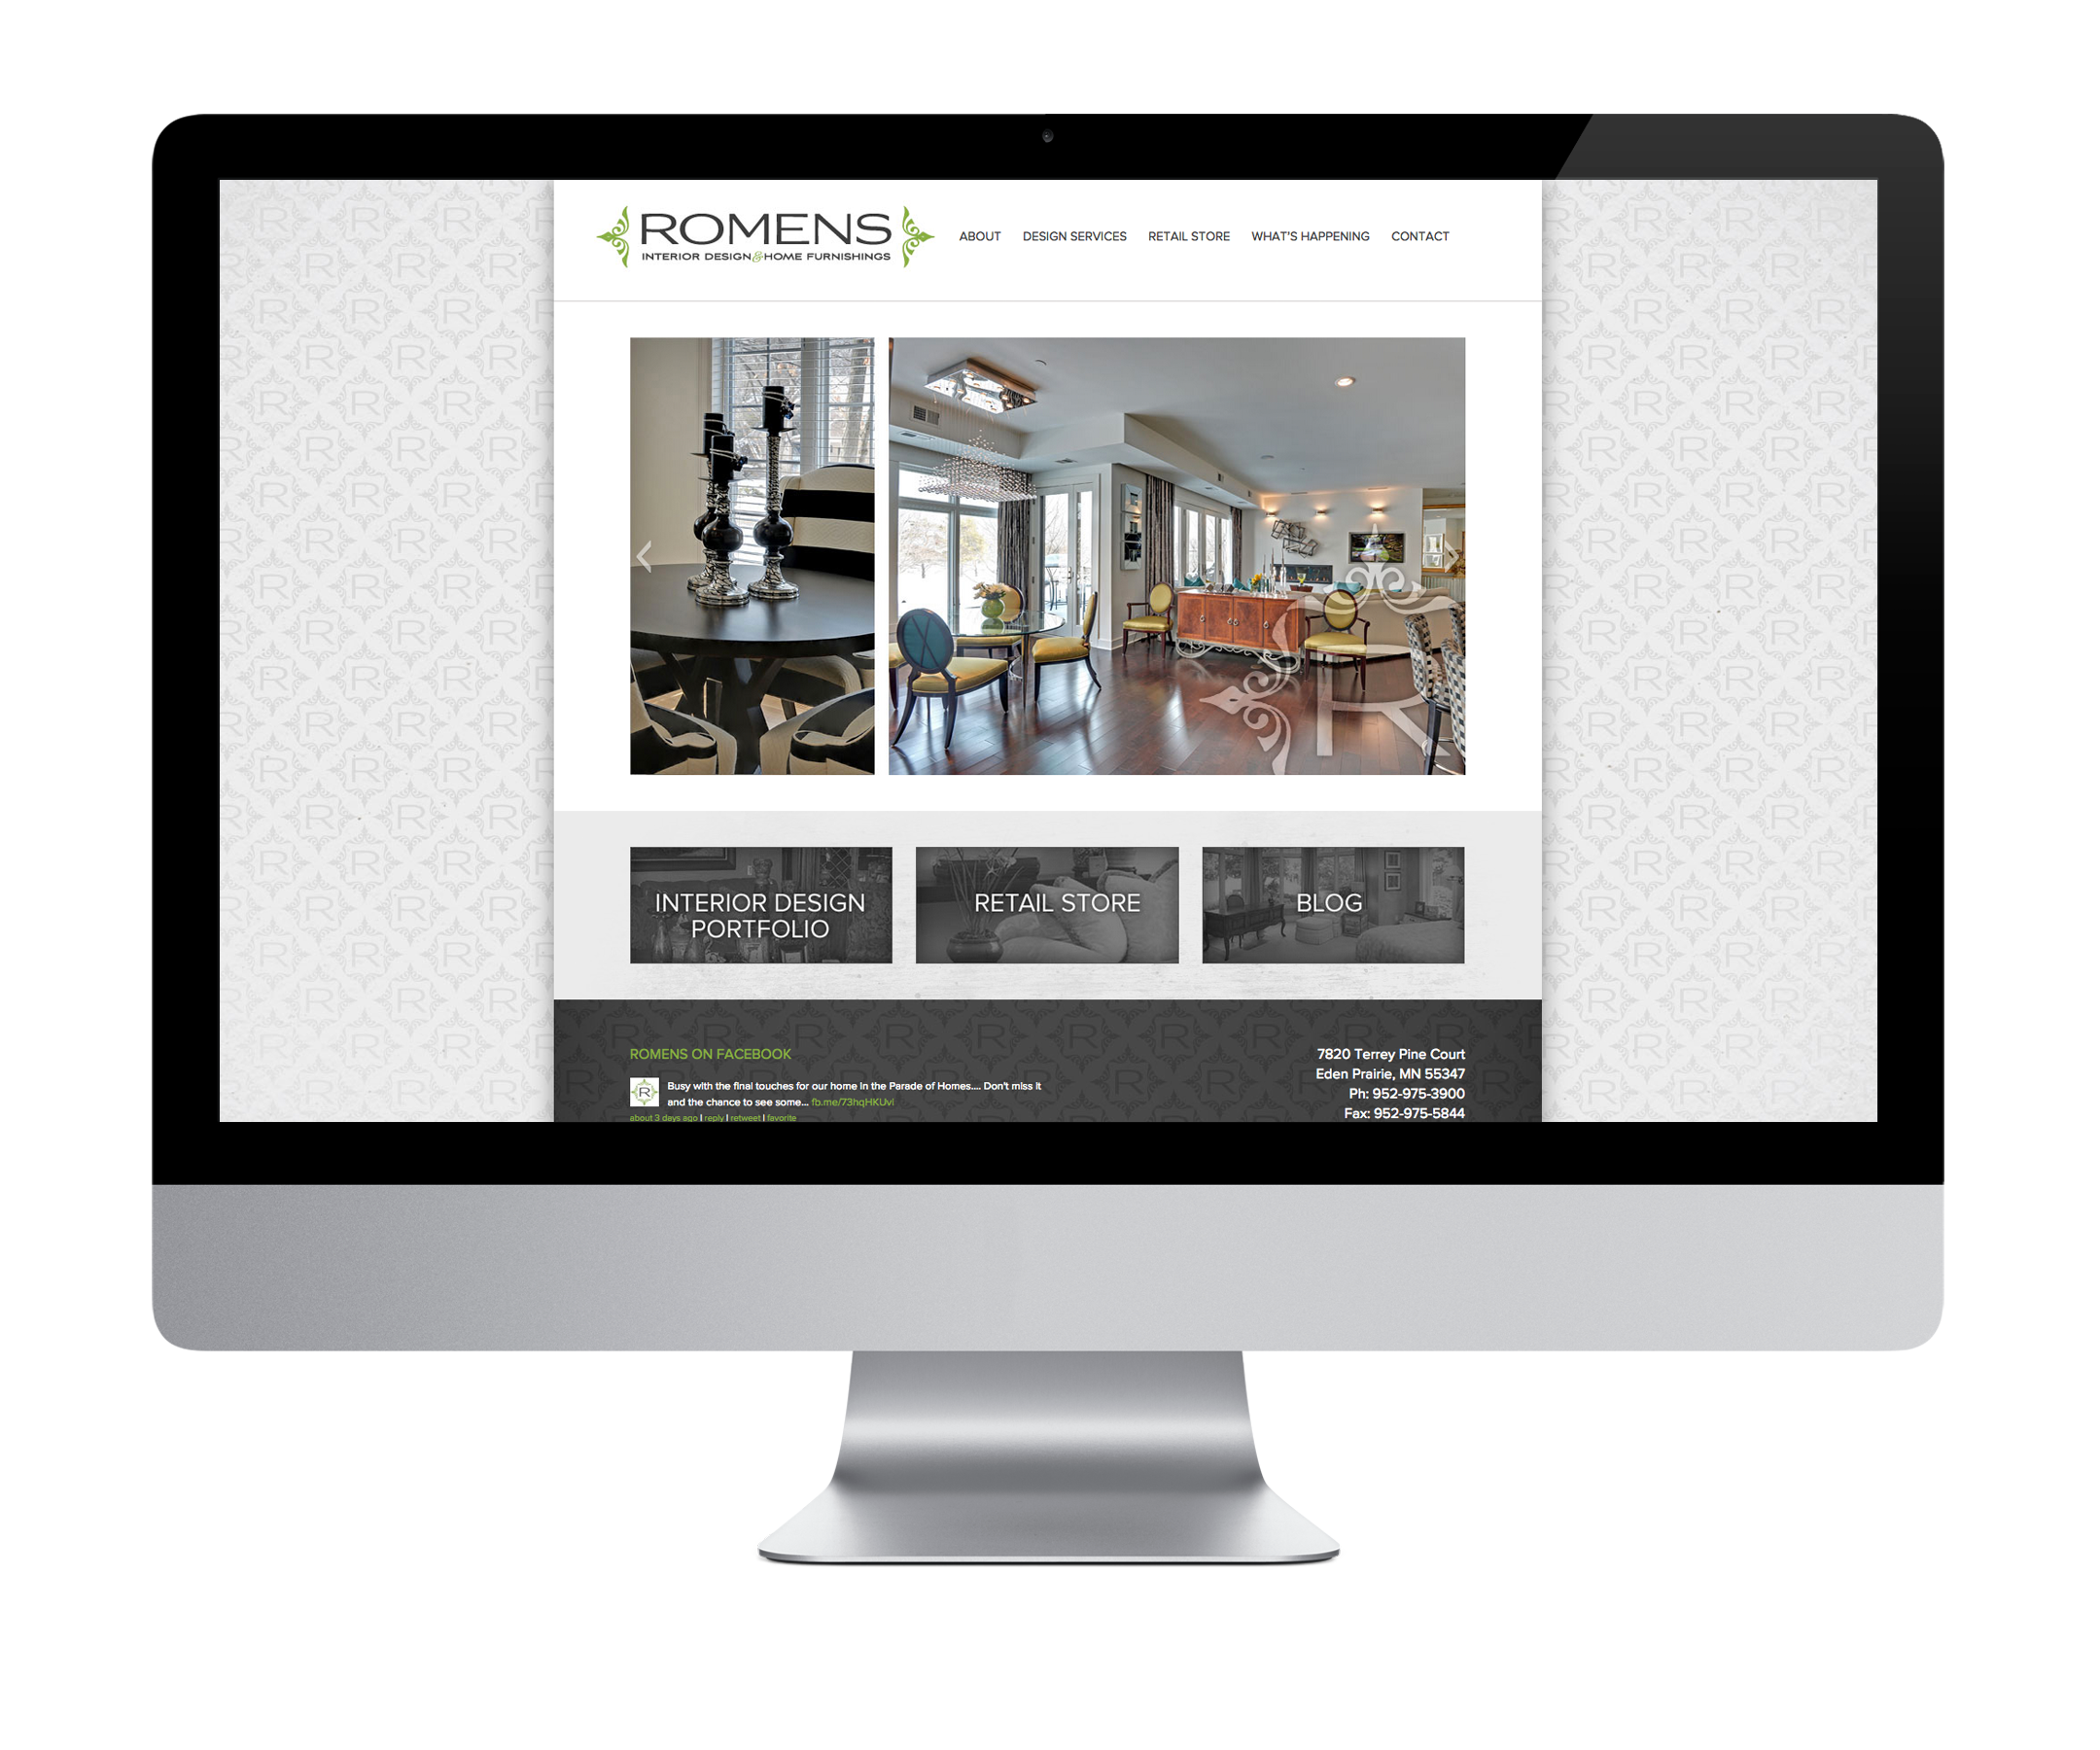 ROMENS
INTERIOR DESIGN & HOME FURNISHINGS
ABOUT DESIGN SERVICES RETAIL STORE WHAT'S HAPPENING CONTACT
R
INTERIOR DESIGN
PORTFOLIO
RETAIL STORE
BLOG
ROMENS ON FACEBOOK
R
Busy with the final touches for our home in the Parade of Homes.... Don't miss it
and the chance to see some... fb.me/73hqHKUvl
about 3 days ago | reply | retweet | favorite
7820 Terrey Pine Court
Eden Prairie, MN 55347
Ph: 952-975-3900
Fax: 952-975-5844